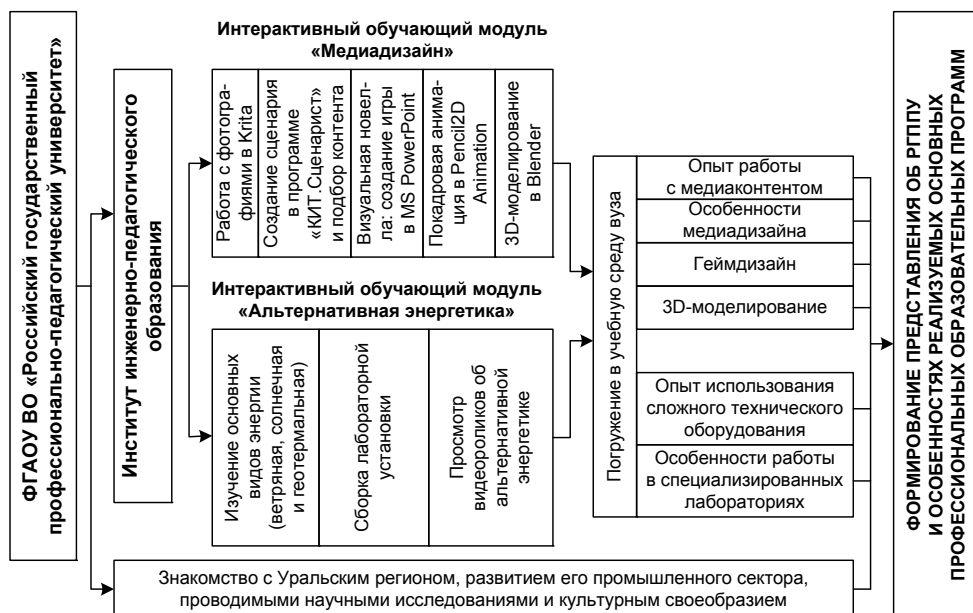 ФГАОУ ВО «Российский государственный
профессионально-педагогический университет»
Институт инженерно-педагогического
образования
Интерактивный обучающий модуль
«Медиадизайн»
Работа с фотогра-
фиями в Krita
Создание сценария
в программе
«КИТ.Сценарист»
и подбор контента
Визуальная новел-
ла: создание игры
в MS PowerPoint
Покадровая анима-
ция в Pencil2D
Animation
3D-моделирование
в Blender
Интерактивный обучающий модуль
«Альтернативная энергетика»
Изучение основных
видов энергии
(ветряная, солнечная
и геотермальная)
Сборка лабораторной
установки
Просмотр
видеороликов об
альтернативной
энергетике
Погружение в учебную среду вуза
Опыт работы
с медиаконтентом
Особенности
медиадизайна
Геймдизайн
3D-моделирование
Опыт использования
сложного технического
оборудования
Особенности работы
в специализированных
лабораториях
Знакомство с Уральским регионом, развитием его промышленного сектора,
проводимыми научными исследованиями и культурным своеобразием
ФОРМИРОВАНИЕ ПРЕДСТАВЛЕНИЯ ОБ РГППУ
И ОСОБЕННОСТЯХ РЕАЛИЗУЕМЫХ ОСНОВНЫХ
ПРОФЕССИОНАЛЬНЫХ ОБРАЗОВАТЕЛЬНЫХ ПРОГРАММ